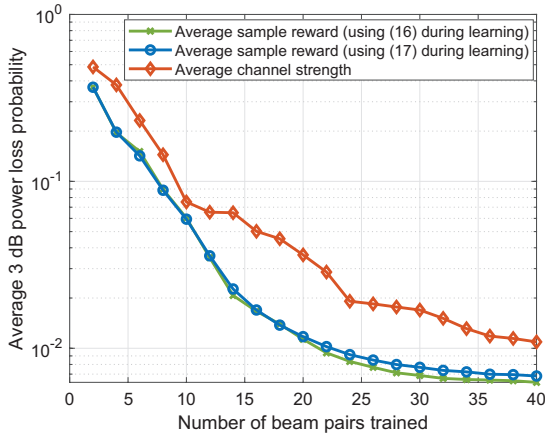 10^0
Average sample reward (using (16) during learning)
Average sample reward (using (17) during learning)
Average channel strength
10^-1
10^-2
Average 3 dB power loss probability
0 5 10 15 20 25 30 35 40
Number of beam pairs trained